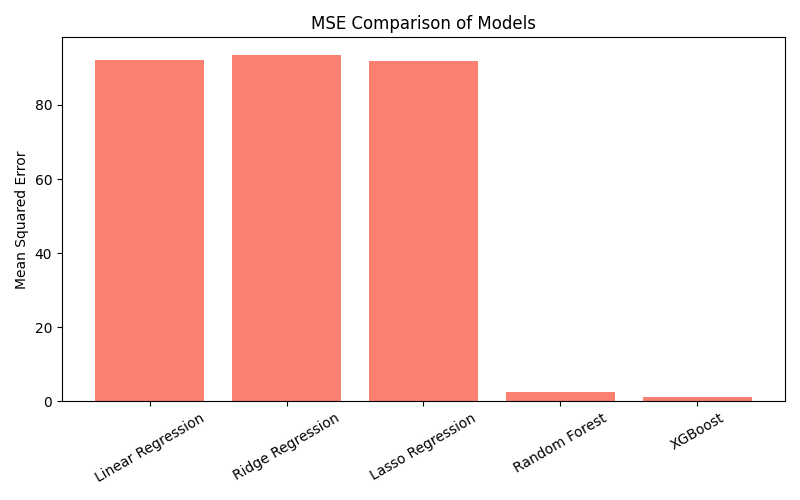 MSE Comparison of Models
Mean Squared Error
80
60
40
20
0
Linear Regression
Ridge Regression
Lasso Regression
Random Forest
XGBoost